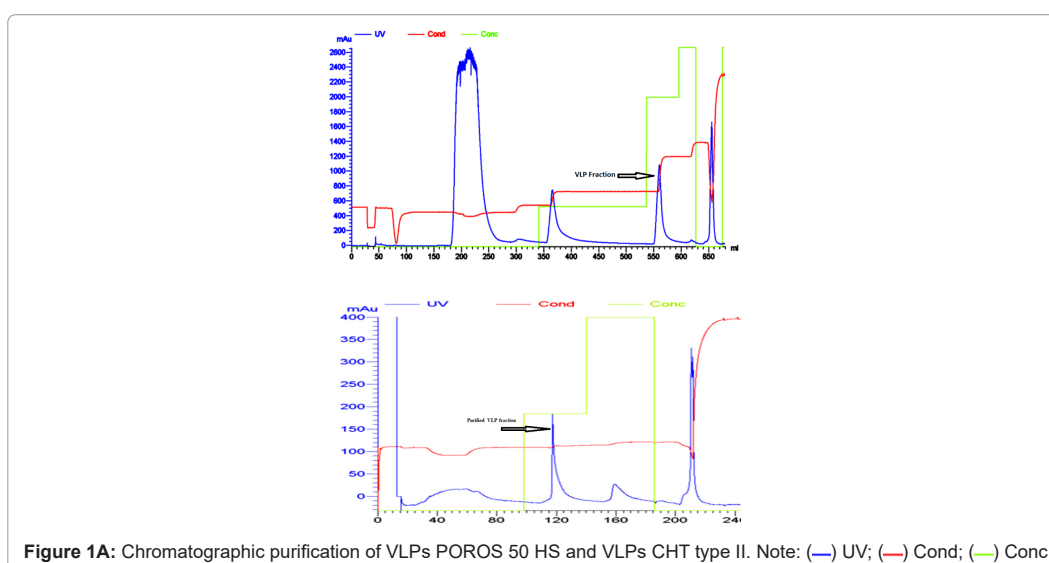 UV Cond Conc
mAu
2600
2400
2200
2000
1800
1600
1400
1200
1000
800
600
400
200
0
VLP Fraction
0 50 100 150 200 250 300 350 400 450 500 550 600 650 ml
UV Cond Conc
mAu
400
350
300
250
200
150
100
50
0
Purified VLP fraction
0 40 80 120 160 200 24
Figure 1A: Chromatographic purification of VLPs POROS 50 HS and VLPs CHT type II. Note: (—) UV; (—) Cond; (—) Conc